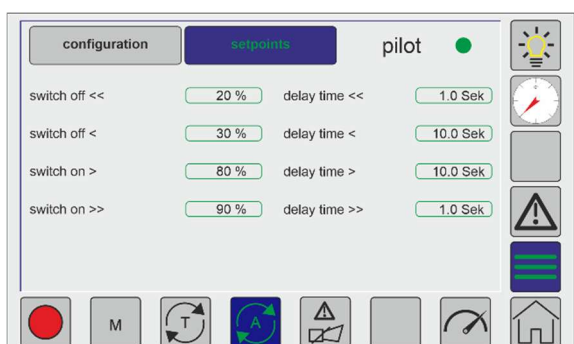 configuration setpoints pilot
switch off << 20 % delay time << 1.0 Sek
switch off < 30 % delay time < 10.0 Sek
switch on > 80 % delay time > 10.0 Sek
switch on >> 90 % delay time >> 1.0 Sek
M T A